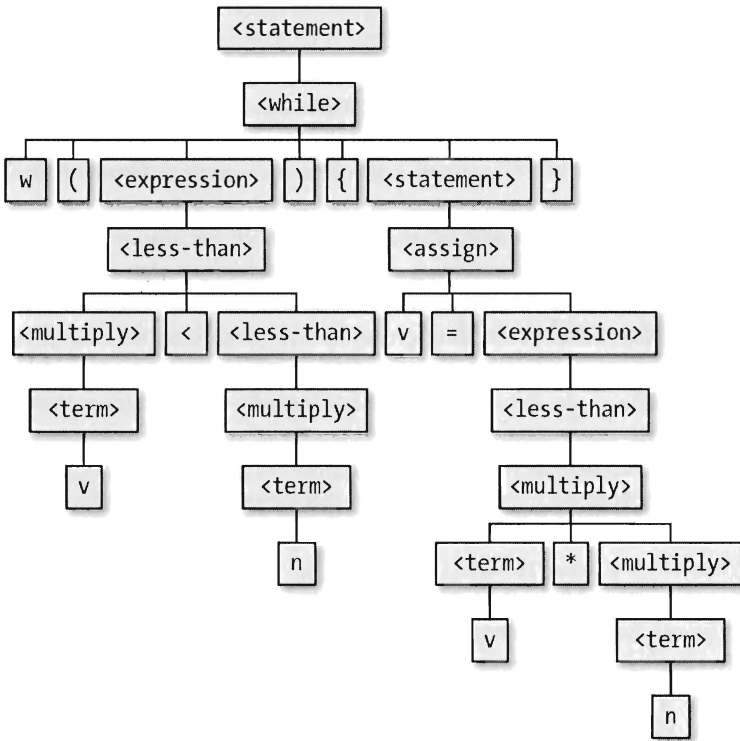 <statement>
<while>
w ( <expression> ) { <statement> }
<less-than> <assign>
<multiply> < <less-than> v = <expression>
<term> <multiply> <less-than>
v <term> <multiply>
n <term> * <multiply>
v <term>
n